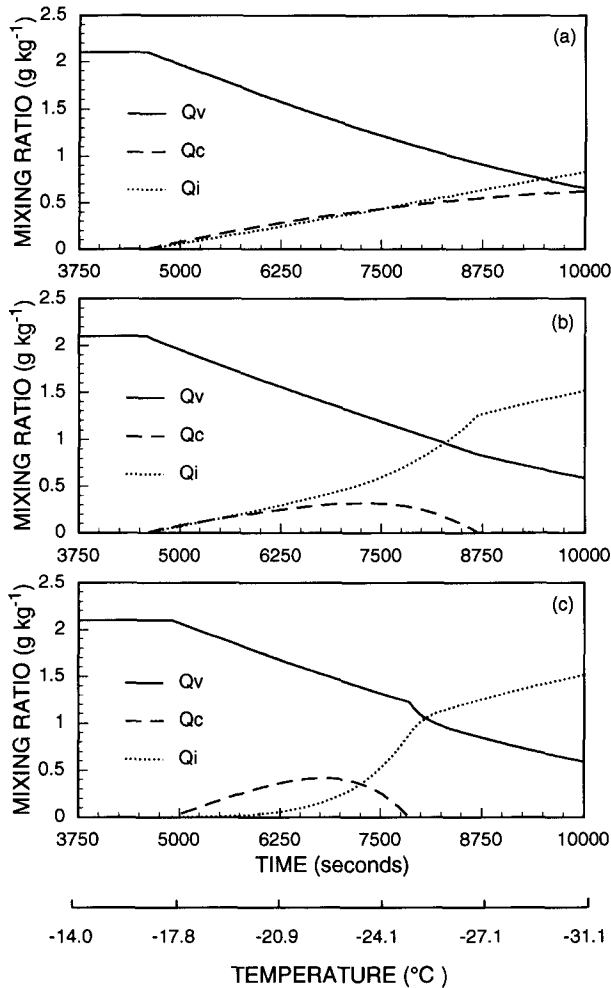 MIXING RATIO (g kg-1)
2.5
2
1.5
1
0.5
0
(a)
Qv
Qc
Qi
3750 5000 6250 7500 8750 10000
MIXING RATIO (g kg-1)
2.5
2
1.5
1
0.5
0
(b)
Qv
Qc
Qi
3750 5000 6250 7500 8750 10000
MIXING RATIO (g kg-1)
2.5
2
1.5
1
0.5
0
(c)
Qv
Qc
Qi
3750 5000 6250 7500 8750 10000
TIME (seconds)
-14.0 -17.8 -20.9 -24.1 -27.1 -31.1
TEMPERATURE (°C)